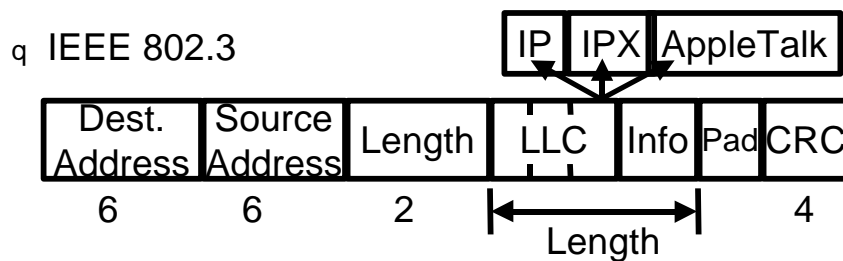 q IEEE 802.3 IP IPX AppleTalk
Dest. Address Source Address Length LLC Info Pad CRC
6 6 2 4
Length